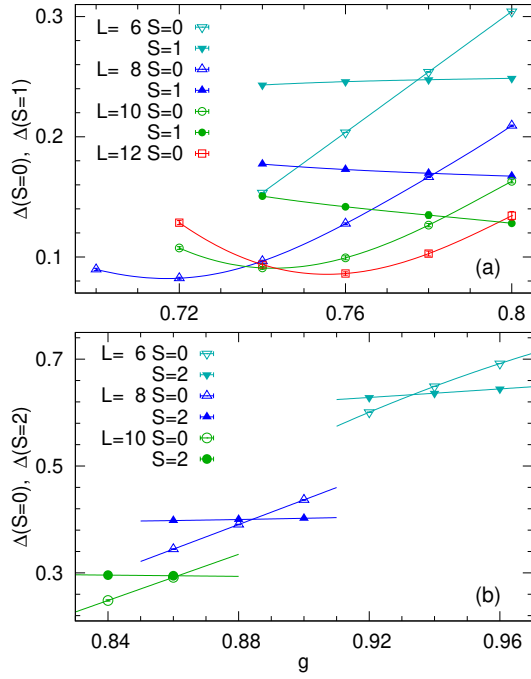 0.3
0.2
0.1
Δ(S=0), Δ(S=1)
L= 6 S=0
S=1
L= 8 S=0
S=1
L=10 S=0
S=1
L=12 S=0
(a)
0.72 0.76 0.8
0.7
0.5
0.3
Δ(S=0), Δ(S=2)
L= 6 S=0
S=2
L= 8 S=0
S=2
L=10 S=0
S=2
(b)
0.84 0.88 0.92 0.96
g